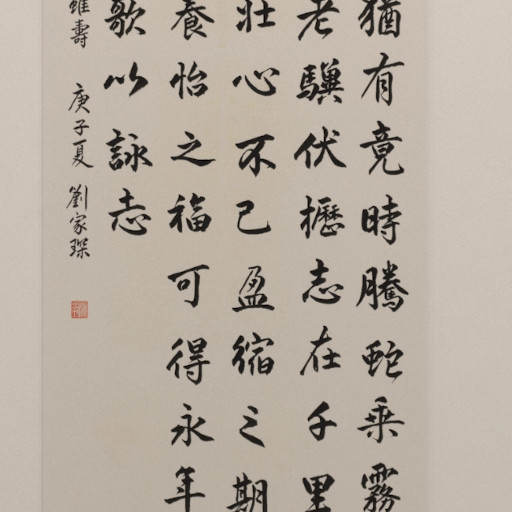 猶有竟時騰蛇乘霧
老驥伏櫪志在千里
壯心不已盈縮之期
養怡之福可得永年
歌以詠志
雖壽 庚子夏 劉家琛